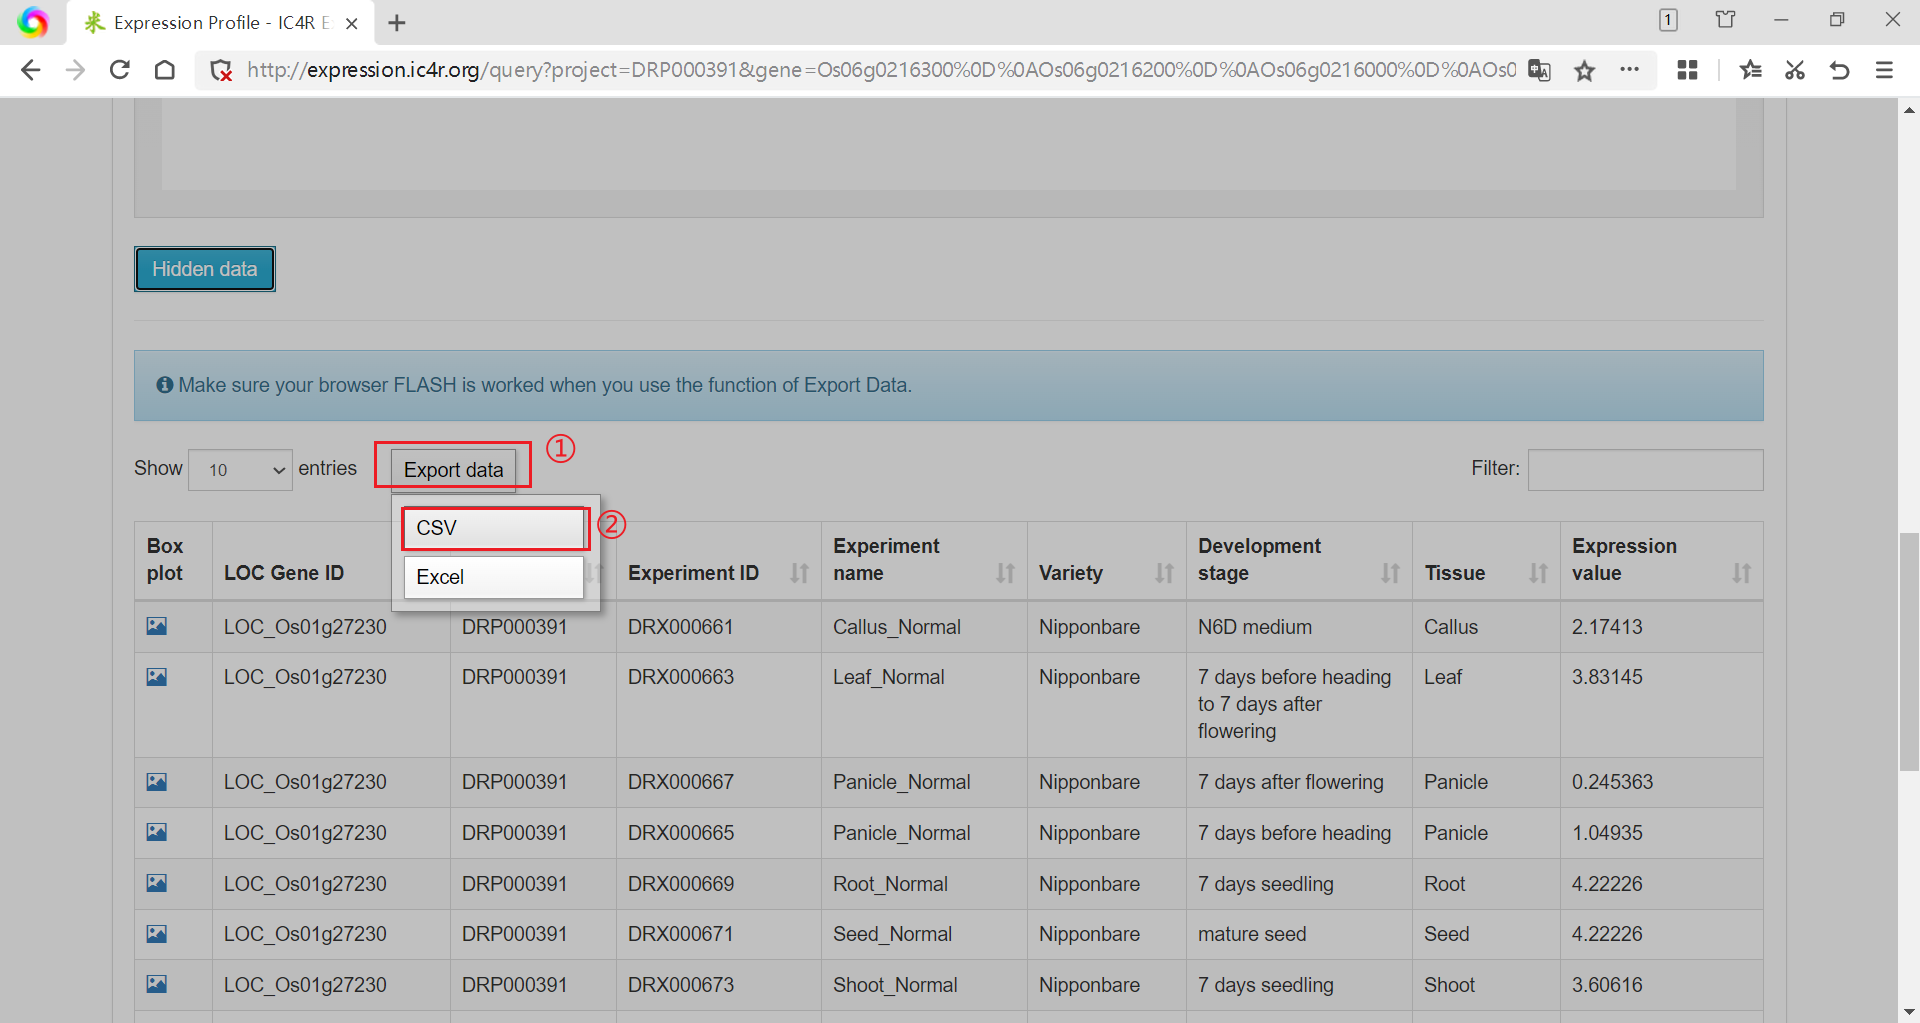 Expression Profile - IC4R E
1
http://expression.ic4r.org/query?project=DRP000391&gene=Os06g0216300%0D%0AOs06g0216200%0D%0AOs06g0216000%0D%0AOs0
Hidden data
Make sure your browser FLASH is worked when you use the function of Export Data.
Show 10 entries Export data ① Filter:
CSV ②
Excel
Box plot LOC Gene ID Experiment ID Experiment name Variety Development stage Tissue Expression value
LOC_Os01g27230 DRP000391 DRX000661 Callus_Normal Nipponbare N6D medium Callus 2.17413
LOC_Os01g27230 DRP000391 DRX000663 Leaf_Normal Nipponbare 7 days before heading to 7 days after flowering Leaf 3.83145
LOC_Os01g27230 DRP000391 DRX000667 Panicle_Normal Nipponbare 7 days after flowering Panicle 0.245363
LOC_Os01g27230 DRP000391 DRX000665 Panicle_Normal Nipponbare 7 days before heading Panicle 1.04935
LOC_Os01g27230 DRP000391 DRX000669 Root_Normal Nipponbare 7 days seedling Root 4.22226
LOC_Os01g27230 DRP000391 DRX000671 Seed_Normal Nipponbare mature seed Seed 4.22226
LOC_Os01g27230 DRP000391 DRX000673 Shoot_Normal Nipponbare 7 days seedling Shoot 3.60616